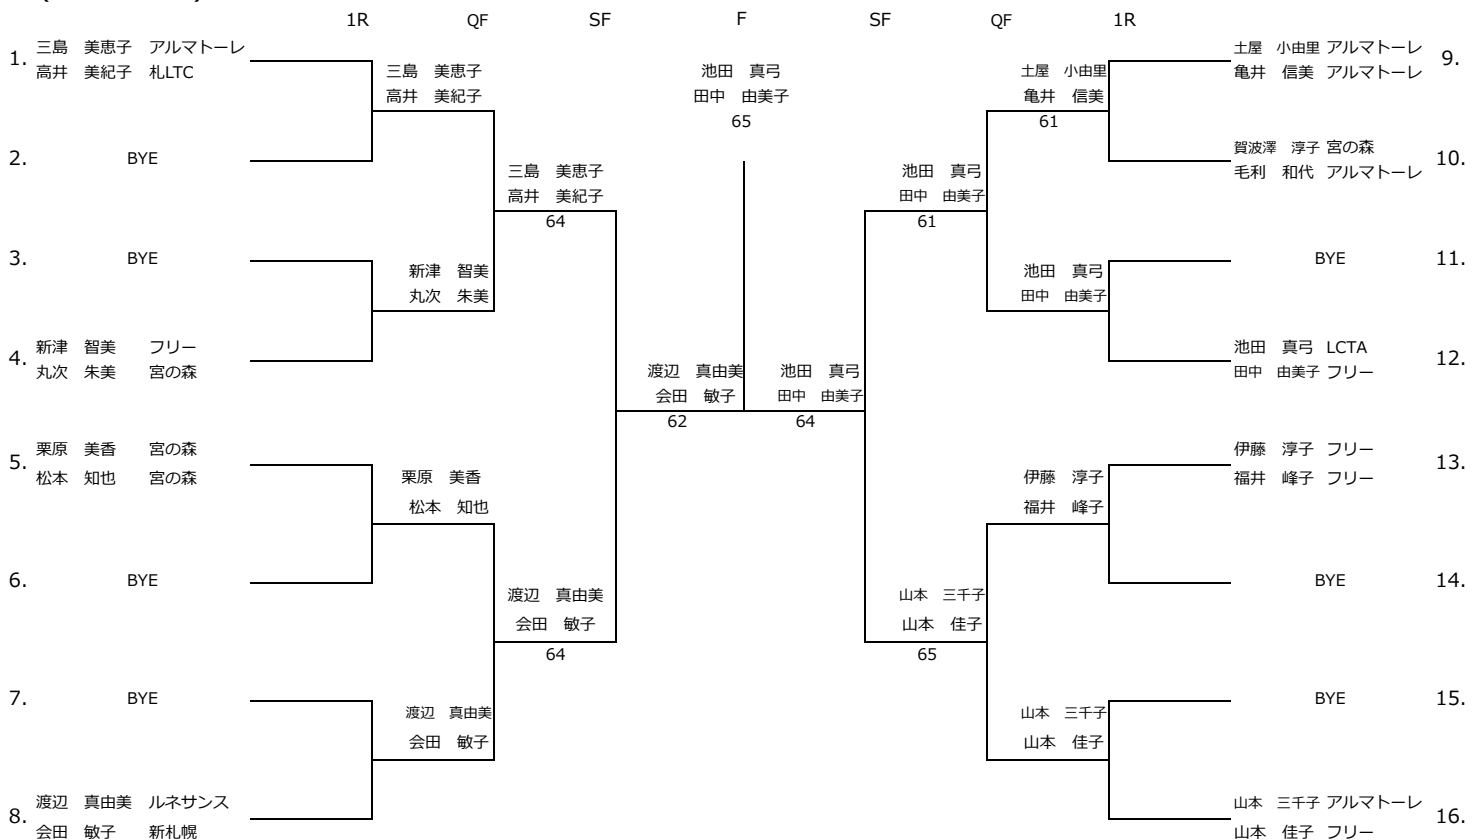 1R QF SF F SF QF 1R
1. 三島 美恵子 アルマトーレ
高井 美紀子 札LTC
2. BYE
3. BYE
4. 新津 智美 フリー
丸次 朱美 宮の森
5. 栗原 美香 宮の森
松本 知也 宮の森
6. BYE
7. BYE
8. 渡辺 真由美 ルネサンス
会田 敏子 新札幌
三島 美恵子
高井 美紀子
新津 智美
丸次 朱美
栗原 美香
松本 知也
渡辺 真由美
会田 敏子
三島 美恵子
高井 美紀子
64
渡辺 真由美
会田 敏子
64
渡辺 真由美
会田 敏子
62
池田 真弓
田中 由美子
65
池田 真弓
田中 由美子
64
池田 真弓
田中 由美子
61
山本 三千子
山本 佳子
65
土屋 小由里
亀井 信美
61
池田 真弓
田中 由美子
伊藤 淳子
福井 峰子
山本 三千子
山本 佳子
土屋 小由里 アルマトーレ 9.
亀井 信美 アルマトーレ
賀波澤 淳子 宮の森 10.
毛利 和代 アルマトーレ
BYE 11.
池田 真弓 LCTA 12.
田中 由美子 フリー
伊藤 淳子 フリー 13.
福井 峰子 フリー
BYE 14.
BYE 15.
山本 三千子 アルマトーレ 16.
山本 佳子 フリー